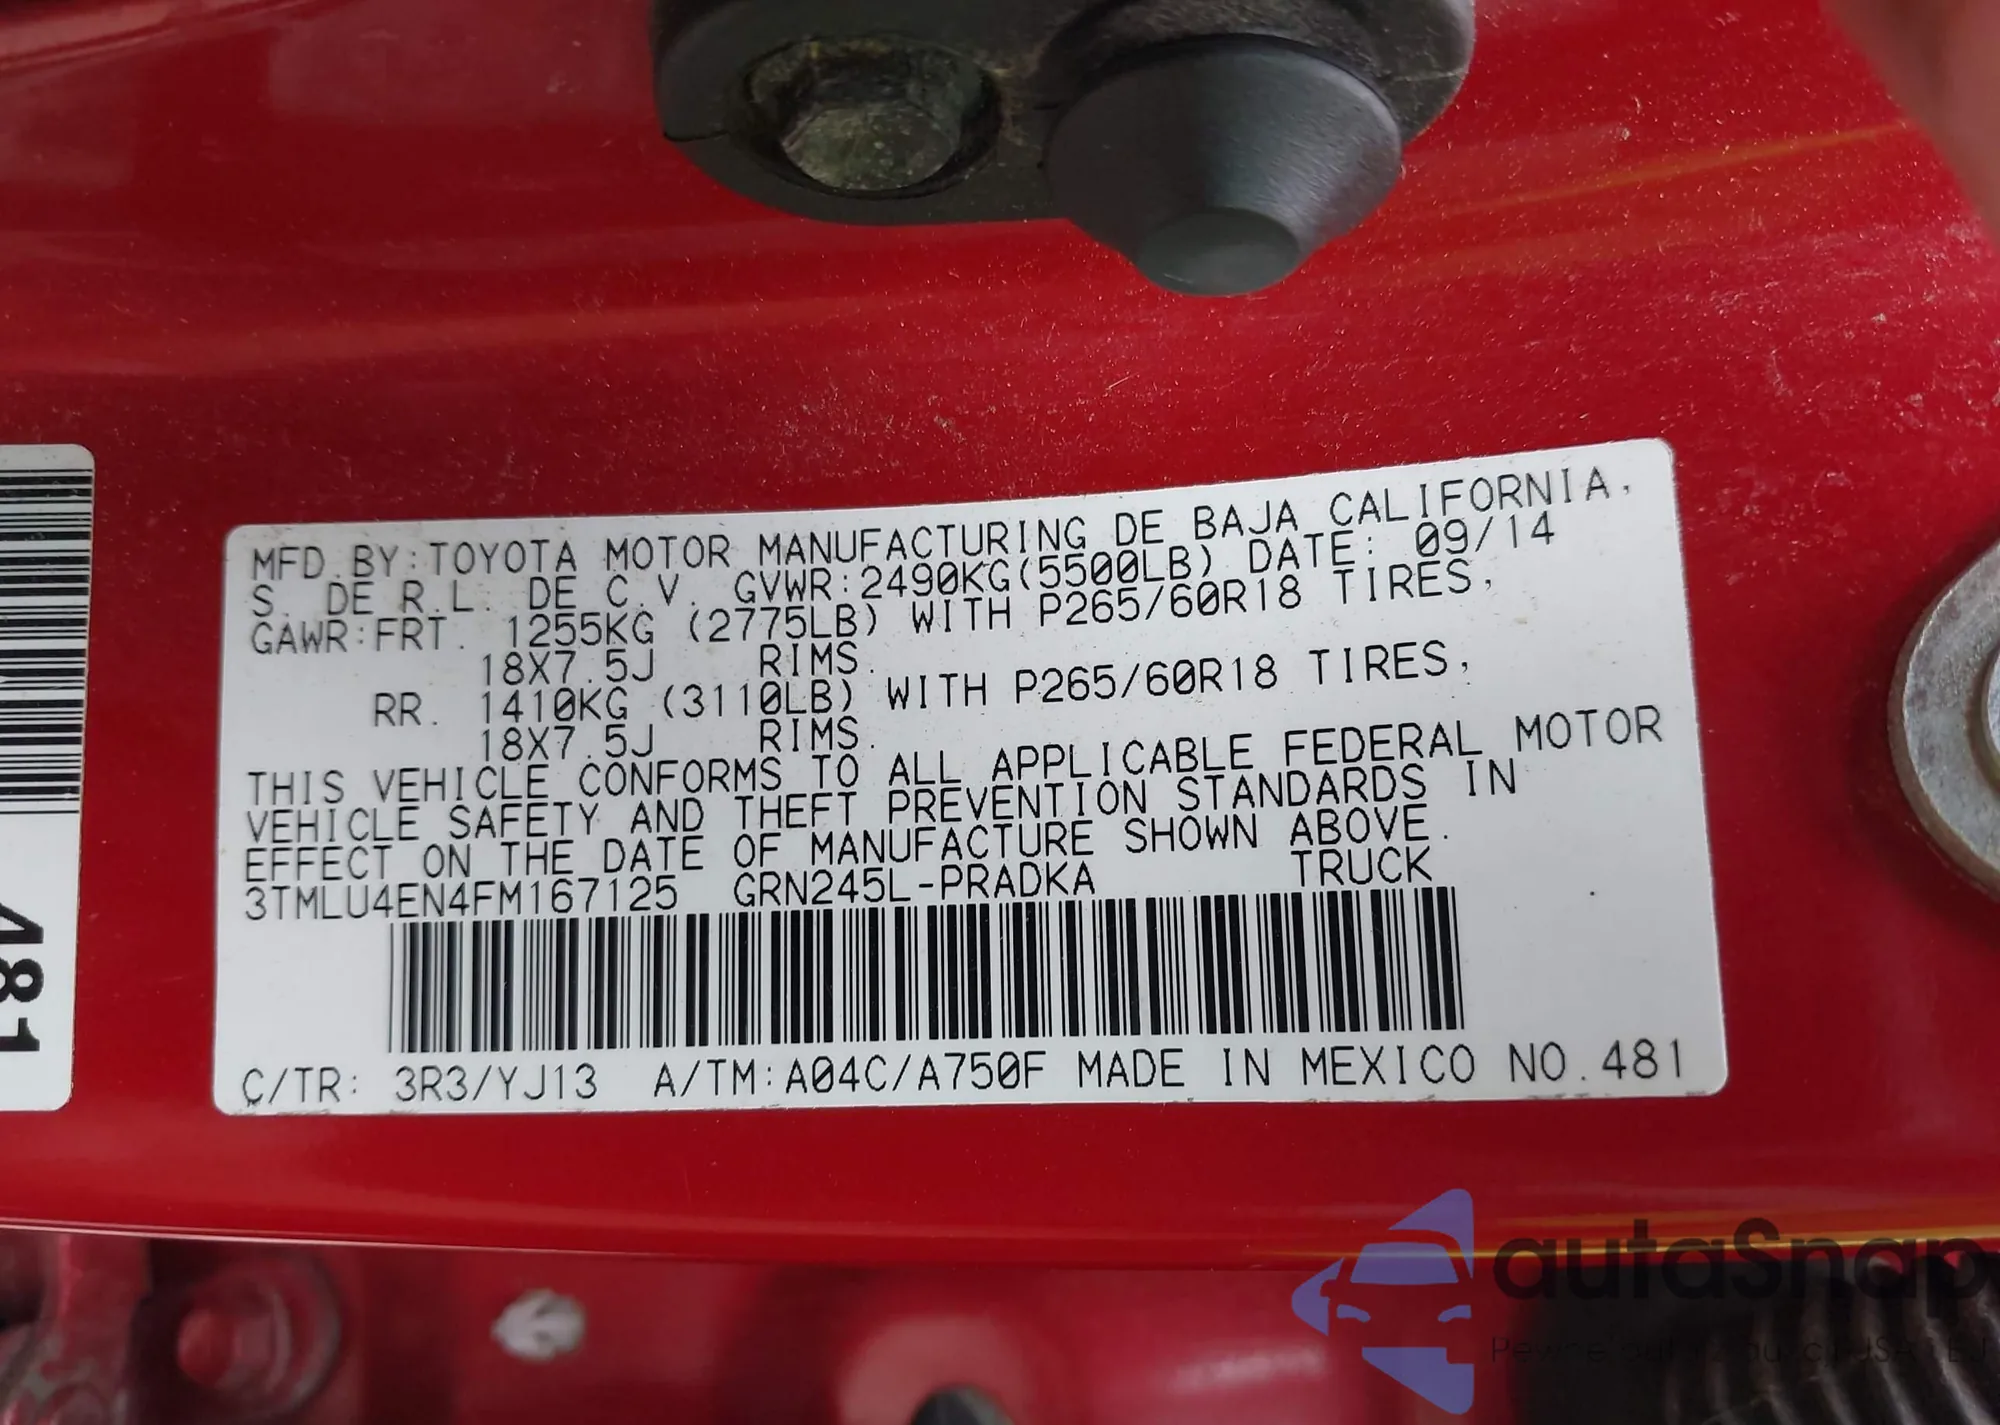 MFD.BY:TOYOTA MOTOR MANUFACTURING DE BAJA CALIFORNIA,
S. DE R.L. DE C.V. GVWR:2490KG(5500LB) DATE: 09/14
GAWR:FRT. 1255KG (2775LB) WITH P265/60R18 TIRES,
18X7.5J RIMS.
RR. 1410KG (3110LB) WITH P265/60R18 TIRES,
18X7.5J RIMS.
THIS VEHICLE CONFORMS TO ALL APPLICABLE FEDERAL MOTOR
VEHICLE SAFETY AND THEFT PREVENTION STANDARDS IN
EFFECT ON THE DATE OF MANUFACTURE SHOWN ABOVE.
3TMLU4EN4FM167125 GRN245L-PRADKA TRUCK
C/TR: 3R3/YJ13 A/TM:A04C/A750F MADE IN MEXICO NO.481
481
autaSnap